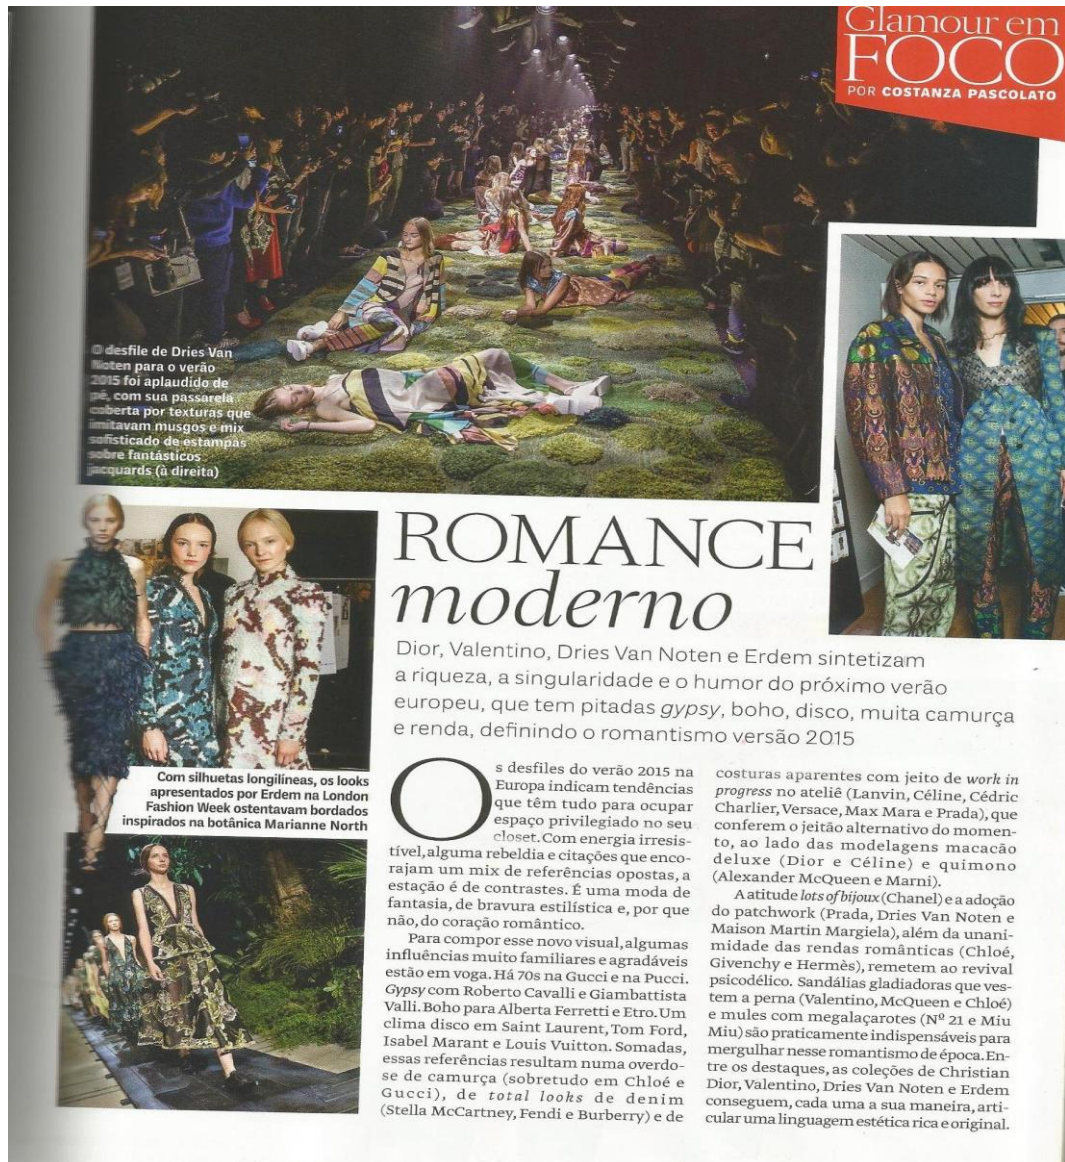 Glamour em
FOCO
POR COSTANZA PASCOLATO
O desfile de Dries Van
Noten para o verão
2015 foi aplaudido de
pé, com sua passarela
coberta por texturas que
imitavam musgos e mix
sofisticado de estampas
sobre fantásticos
jacquards (à direita)
ROMANCE
moderno
Dior, Valentino, Dries Van Noten e Erdem sintetizam
a riqueza, a singularidade e o humor do próximo verão
europeu, que tem pitadas gypsy, boho, disco, muita camurça
e renda, definindo o romantismo versão 2015
Com silhuetas longilíneas, os looks
apresentados por Erdem na London
Fashion Week ostentavam bordados
inspirados na botânica Marianne North
Os desfiles do verão 2015 na
Europa indicam tendências
que têm tudo para ocupar
espaço privilegiado no seu
closet. Com energia irresis-
tível, alguma rebeldia e citações que enco-
rajam um mix de referências opostas, a
estação é de contrastes. É uma moda de
fantasia, de bravura estilística e, por que
não, do coração romântico.
Para compor esse novo visual, algumas
influências muito familiares e agradáveis
estão em voga. Há 70s na Gucci e na Pucci.
Gypsy com Roberto Cavalli e Giambattista
Valli. Boho para Alberta Ferretti e Etro. Um
clima disco em Saint Laurent, Tom Ford,
Isabel Marant e Louis Vuitton. Somadas,
essas referências resultam numa overdo-
se de camurça (sobretudo em Chloé e
Gucci), de total looks de denim
(Stella McCartney, Fendi e Burberry) e de
costuras aparentes com jeito de work in
progress no ateliê (Lanvin, Céline, Cédric
Charlier, Versace, Max Mara e Prada), que
conferem o jeitão alternativo do momen-
to, ao lado das modelagens macacão
deluxe (Dior e Céline) e quimono
(Alexander McQueen e Marni).
A atitude lots of bijoux (Chanel) e a adoção
do patchwork (Prada, Dries Van Noten e
Maison Martin Margiela), além da unani-
midade das rendas românticas (Chloé,
Givenchy e Hermès), remetem ao revival
psicodélico. Sandálias gladiadoras que ves-
tem a perna (Valentino, McQueen e Chloé)
e mules com megalaçarotes (Nº 21 e Miu
Miu) são praticamente indispensáveis para
mergulhar nesse romantismo de época. En-
tre os destaques, as coleções de Christian
Dior, Valentino, Dries Van Noten e Erdem
conseguem, cada uma a sua maneira, arti-
cular uma linguagem estética rica e original.